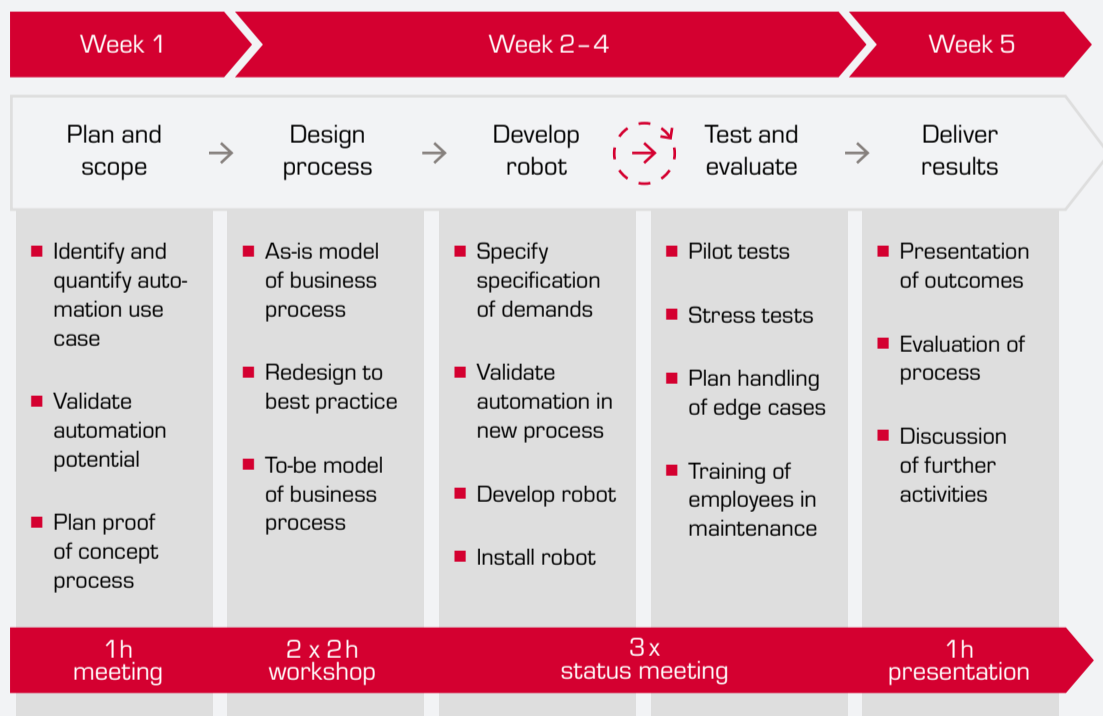 Week 1
Week 2–4
Week 5
Plan and
scope
Design
process
Develop
robot
Test and
evaluate
Deliver
results
Identify and
quantify auto-
mation use
case
Validate
automation
potential
Plan proof
of concept
process
As-is model
of business
process
Redesign to
best practice
To-be model
of business
process
Specify
specification
of demands
Validate
automation in
new process
Develop robot
Install robot
Pilot tests
Stress tests
Plan handling
of edge cases
Training of
employees in
maintenance
Presentation
of outcomes
Evaluation of
process
Discussion
of further
activities
1h
meeting
2 x 2h
workshop
3x
status meeting
1h
presentation